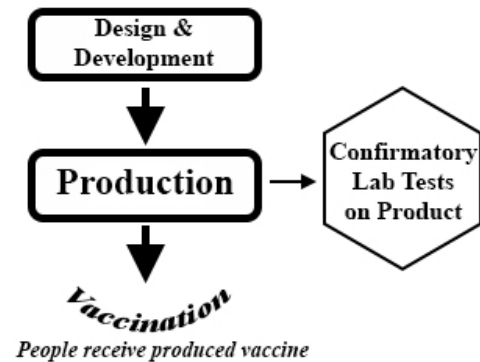 Design &
Development
Production
Confirmatory
Lab Tests
on Product
Vaccination
People receive produced vaccine